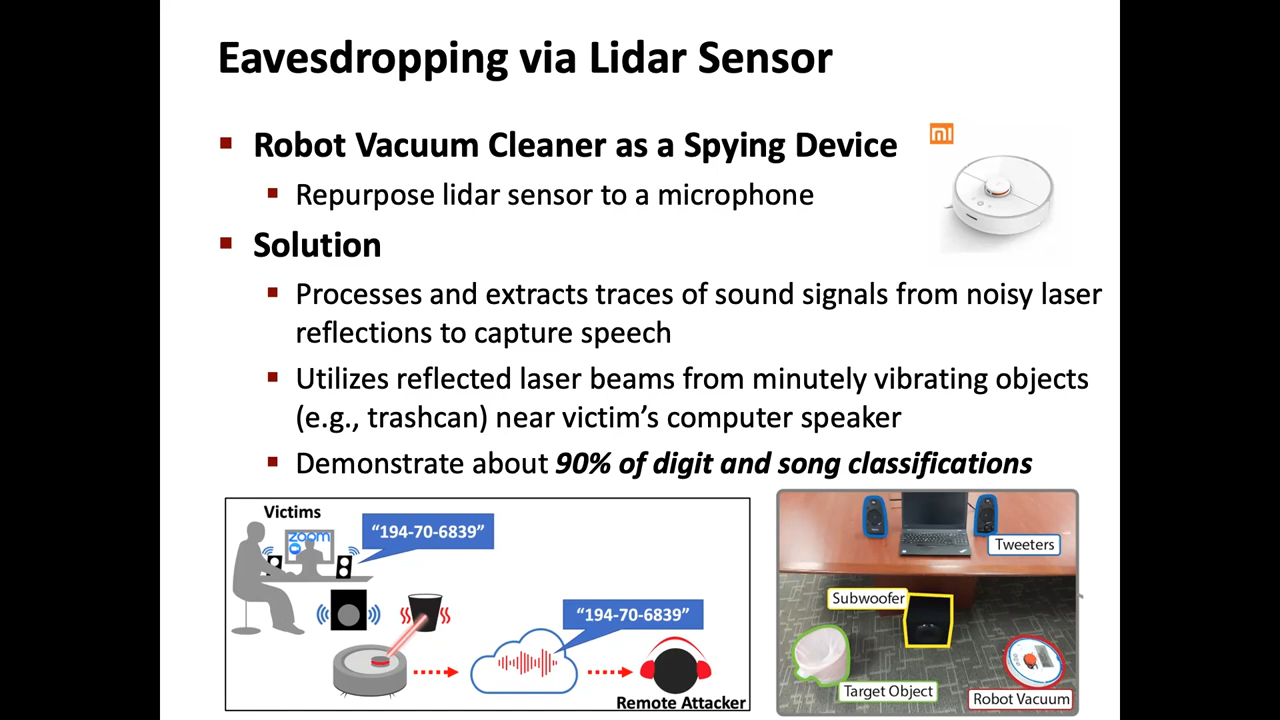 Eavesdropping via Lidar Sensor
Robot Vacuum Cleaner as a Spying Device
mi
Repurpose lidar sensor to a microphone
Solution
Processes and extracts traces of sound signals from noisy laser
reflections to capture speech
Utilizes reflected laser beams from minutely vibrating objects
(e.g., trashcan) near victim's computer speaker
Demonstrate about 90% of digit and song classifications
Victims
zoom
"194-70-6839"
"194-70-6839"
Remote Attacker
Tweeters
Subwoofer
Target Object
Robot Vacuum